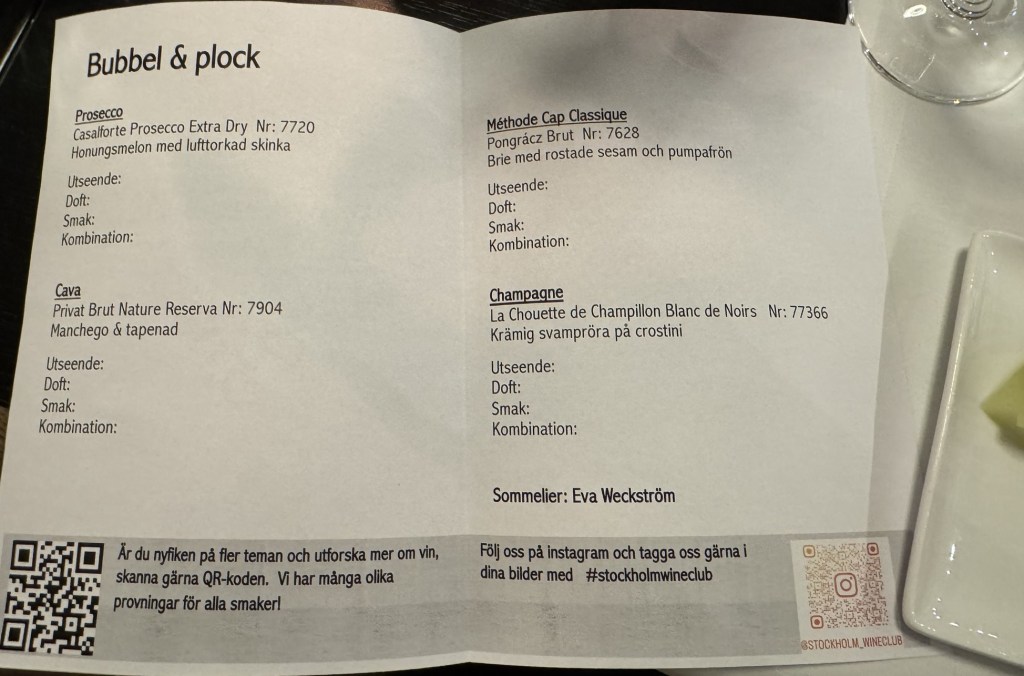 Bubbel & plock
Prosecco
Casalforte Prosecco Extra Dry Nr: 7720
Honungsmelon med lufttorkad skinka
Utseende:
Doft:
Smak:
Kombination:
Cava
Privat Brut Nature Reserva Nr: 7904
Manchego & tapenad
Utseende:
Doft:
Smak:
Kombination:
Méthode Cap Classique
Pongrácz Brut Nr: 7628
Brie med rostade sesam och pumpafrön
Utseende:
Doft:
Smak:
Kombination:
Champagne
La Chouette de Champillon Blanc de Noirs Nr: 77366
Krämig svampröra på crostini
Utseende:
Doft:
Smak:
Kombination:
Sommelier: Eva Weckström
Är du nyfiken på fler teman och utforska mer om vin,
skanna gärna QR-koden. Vi har många olika
provningar för alla smaker!
Följ oss på instagram och tagga oss gärna i
dina bilder med #stockholmwineclub
@STOCKHOLM_WINECLUB